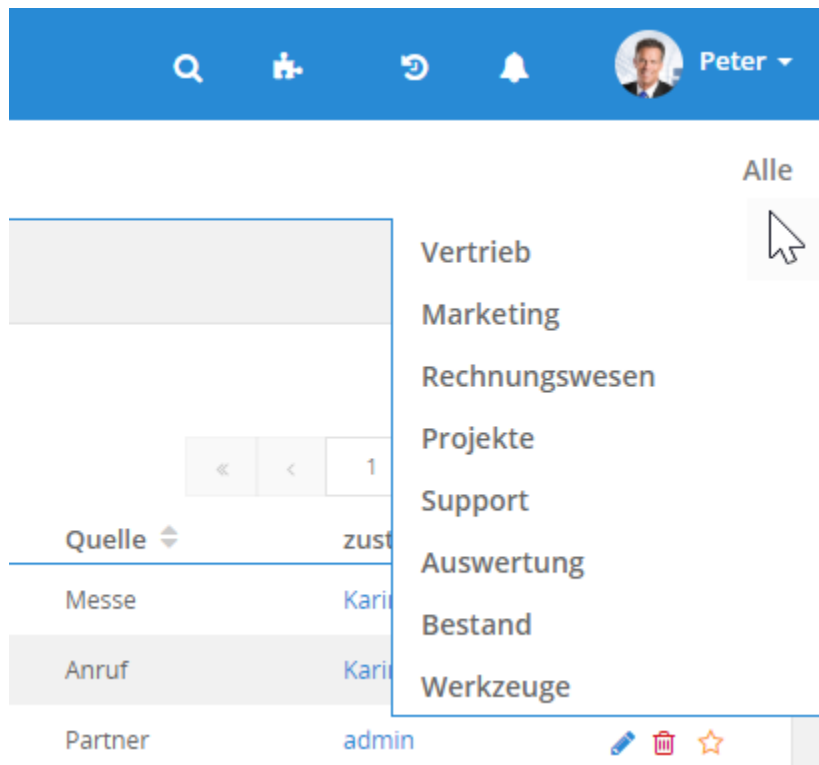 Peter
Alle
Vertrieb
Marketing
Rechnungswesen
Projekte
Support
Auswertung
Bestand
Werkzeuge
« < 1
Quelle
Messe
Anruf
Partner admin